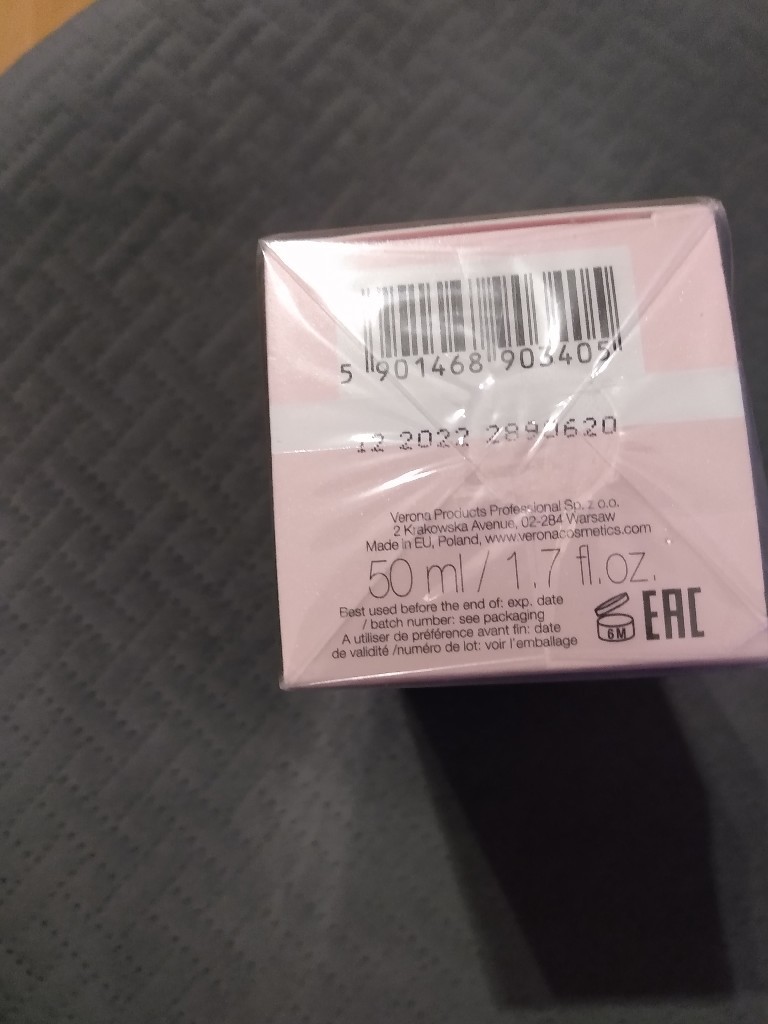 5 901468 903405
12 2022 2890620
Verona Products Professional Sp. z o.o.
2 Krakowska Avenue, 02-284 Warsaw
Made in EU, Poland, www.veronacosmetics.com
50 ml / 1.7 fl.oz.
Best used before the end of: exp. date
/ batch number: see packaging
A utiliser de préférence avant fin: date
de validité /numéro de lot: voir l'emballage
6M
EAC